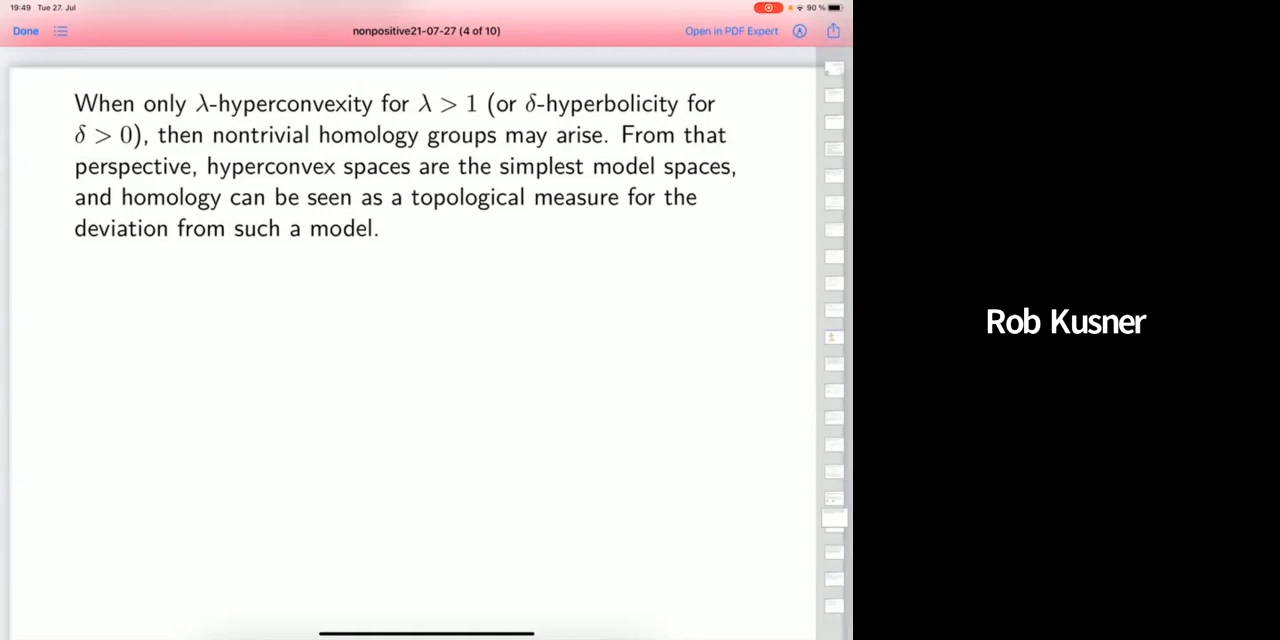 19:49 Tue 27. Jul
90 %
Done
nonpositive21-07-27 (4 of 10)
Open in PDF Expert
When only λ-hyperconvexity for λ > 1 (or δ-hyperbolicity for
δ > 0), then nontrivial homology groups may arise. From that
perspective, hyperconvex spaces are the simplest model spaces,
and homology can be seen as a topological measure for the
deviation from such a model.
Rob Kusner